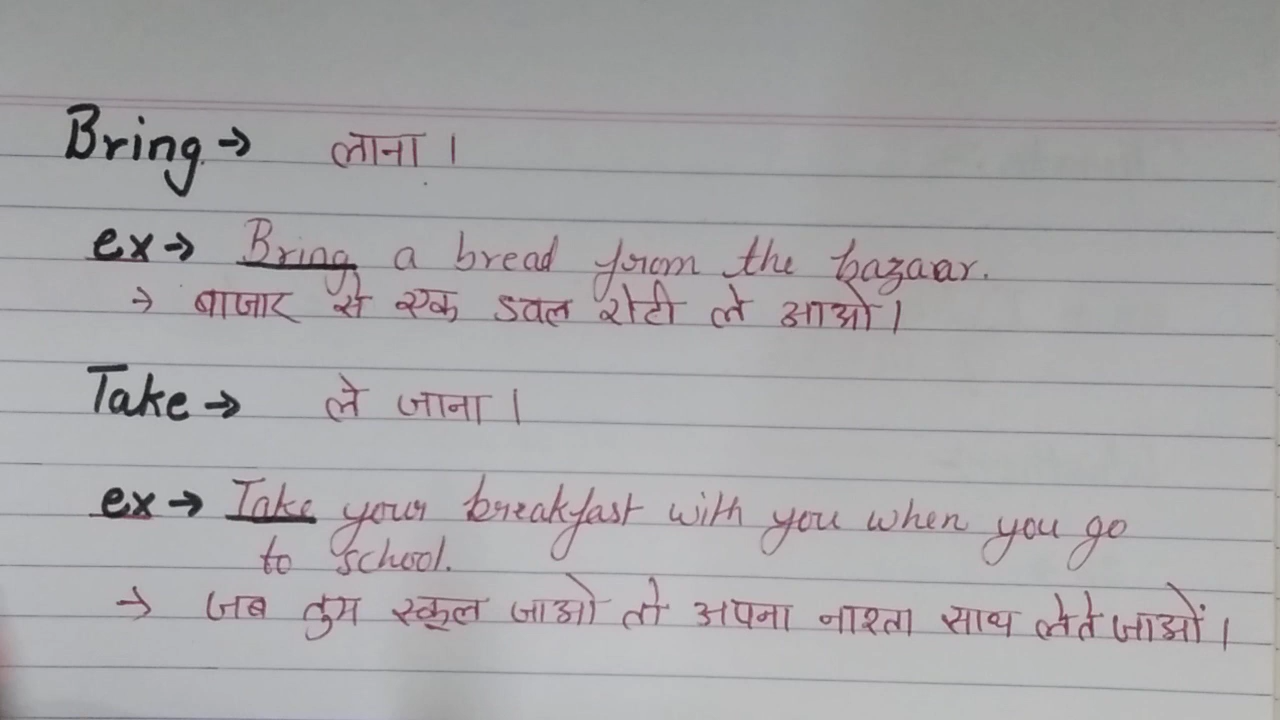 Bring → लाना।
ex → Bring a bread from the bazaar.
→ बाजार से एक डवल रोटी ले आओ।
Take → ले जाना।
ex → Take your breakfast with you when you go
to school.
→ जब तुम स्कूल जाओ तो अपना नाश्ता साथ लेते जाओं।